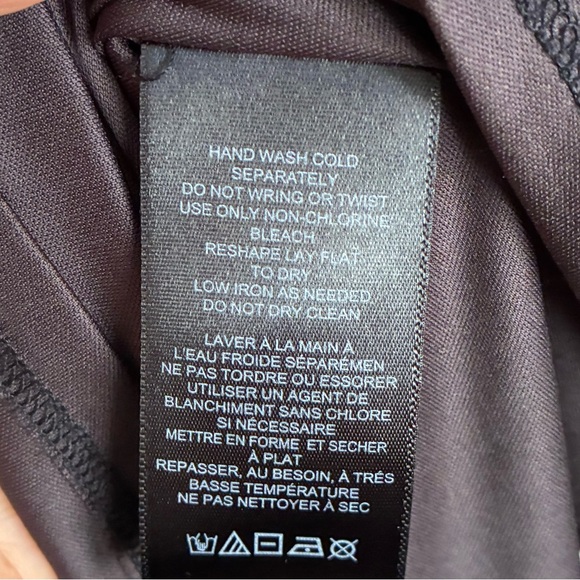 HAND WASH COLD
SEPARATELY
DO NOT WRING OR TWIST
USE ONLY NON-CHLORINE
BLEACH
RESHAPE LAY FLAT
TO DRY
LOW IRON AS NEEDED
DO NOT DRY CLEAN
LAVER À LA MAIN À
L'EAU FROIDE SÉPARÉMEN
NE PAS TORDRE OU ESSORER
UTILISER UN AGENT DE
BLANCHIMENT SANS CHLORE
SI NÉCESSAIRE
METTRE EN FORME ET SECHER
À PLAT
REPASSER, AU BESOIN, À TRÉS
BASSE TEMPÉRATURE
NE PAS NETTOYER À SEC